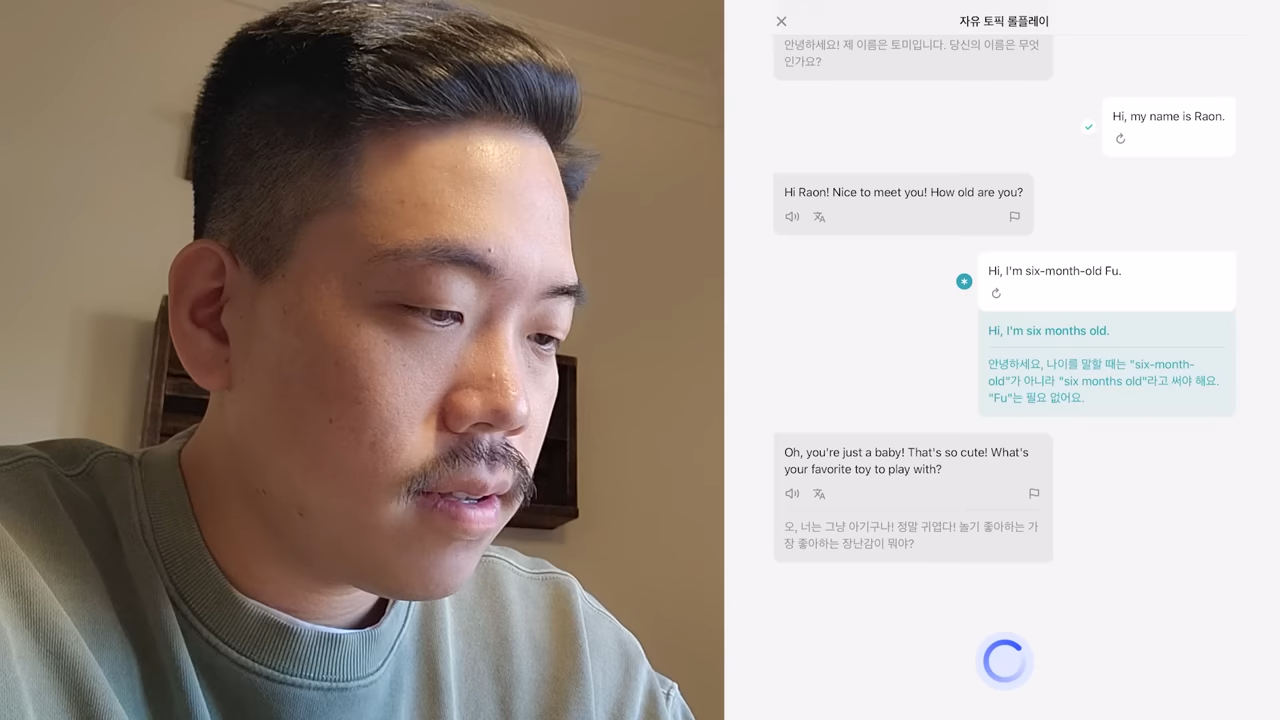 자유 토픽 롤플레이
안녕하세요! 제 이름은 토미입니다. 당신의 이름은 무엇
인가요?
Hi, my name is Raon.
Hi Raon! Nice to meet you! How old are you?
Hi, I'm six-month-old Fu.
Hi, I'm six months old.
안녕하세요, 나이를 말할 때는 "six-month-
old"가 아니라 "six months old"라고 써야 해요.
"Fu"는 필요 없어요.
Oh, you're just a baby! That's so cute! What's
your favorite toy to play with?
오, 너는 그냥 아기구나! 정말 귀엽다! 놀기 좋아하는 가
장 좋아하는 장난감이 뭐야?